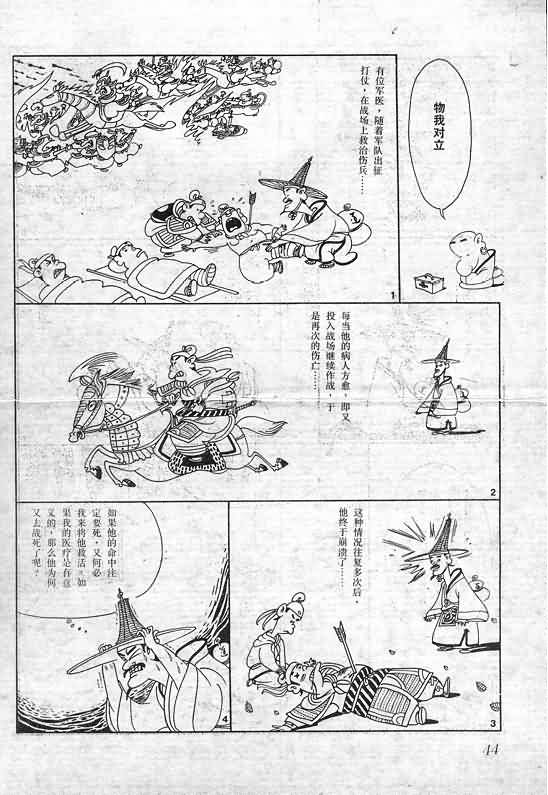 物我对立
有位军医，随着军队出征
打仗，在战场上救治伤兵……
1
每当他的病人方愈，即又
投入战场继续作战，于
是再次的伤亡……
2
这种情况往复多次后，
他终于崩溃了……
3
如果他的命中注
定要死，又何必
我来将他救活？如
果我的医疗是有意
义的，那么他为何
又去战死了呢？
4
44